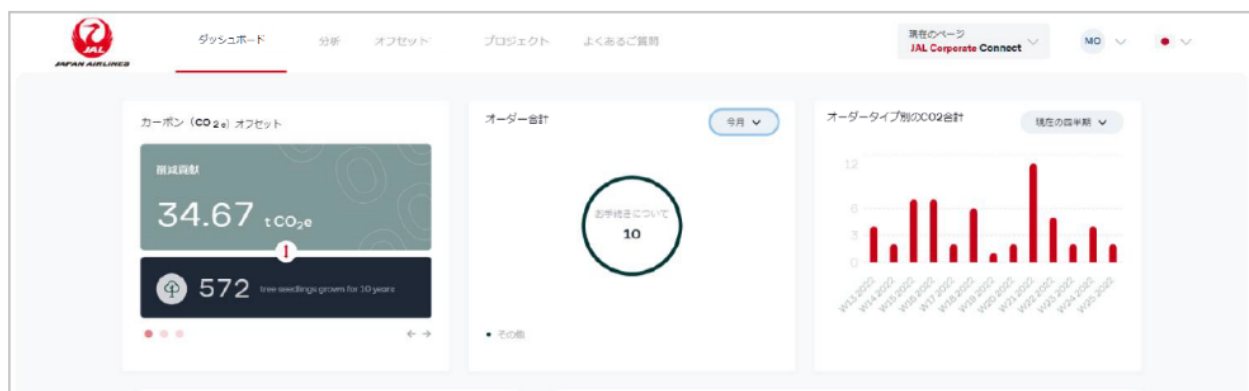 JAL
JAPAN AIRLINES
ダッシュボード
分析
オフセット
プロジェクト
よくあるご質問
現在のページ
JAL Corporate Connect
MO
カーボン（CO2e）オフセット
削減貢献
34.67 tCO2e
572 tree seedlings grown for 10 years
オーダー合計
今月
お手続きについて
10
その他
オーダータイプ別のCO2合計
現在の四半期
12
6
3
0
W13 2022
W14 2022
W15 2022
W16 2022
W17 2022
W18 2022
W19 2022
W20 2022
W21 2022
W22 2022
W23 2022
W24 2022
W25 2022